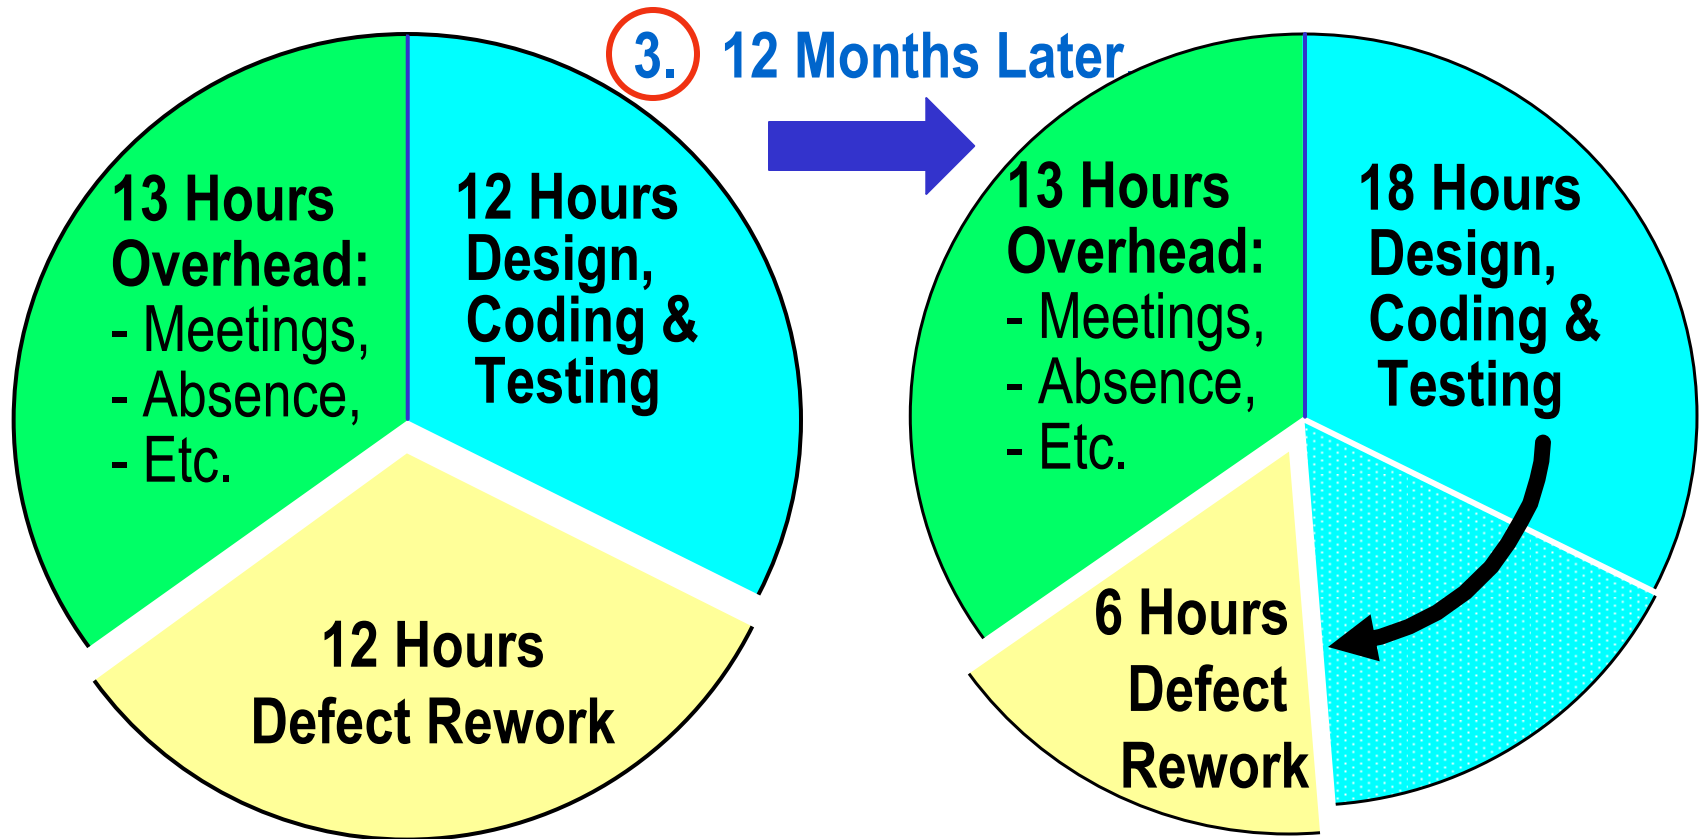 3. 12 Months Later
13 Hours
Overhead:
- Meetings,
- Absence,
- Etc.
12 Hours
Design,
Coding &
Testing
12 Hours
Defect Rework
13 Hours
Overhead:
- Meetings,
- Absence,
- Etc.
18 Hours
Design,
Coding &
Testing
6 Hours
Defect
Rework